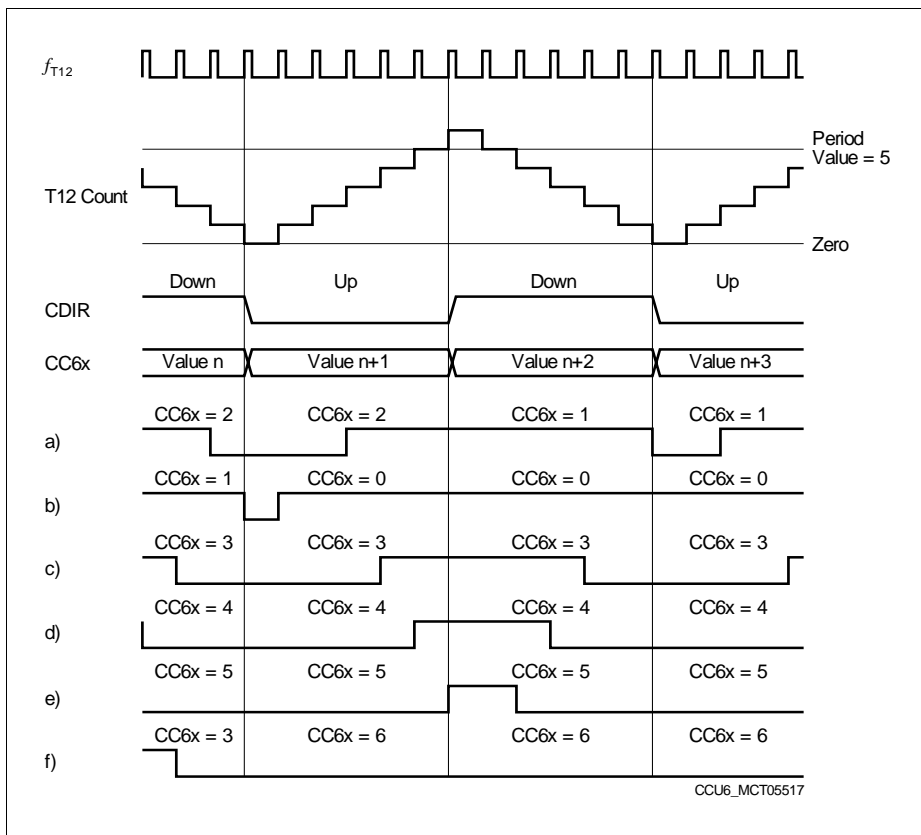 fT12
Period
Value = 5
T12 Count
Zero
Down Up Down Up
CDIR
CC6x Value n Value n+1 Value n+2 Value n+3
CC6x = 2 CC6x = 2 CC6x = 1 CC6x = 1
a)
CC6x = 1 CC6x = 0 CC6x = 0 CC6x = 0
b)
CC6x = 3 CC6x = 3 CC6x = 3 CC6x = 3
c)
CC6x = 4 CC6x = 4 CC6x = 4 CC6x = 4
d)
CC6x = 5 CC6x = 5 CC6x = 5 CC6x = 5
e)
CC6x = 3 CC6x = 6 CC6x = 6 CC6x = 6
f)
CCU6_MCT05517